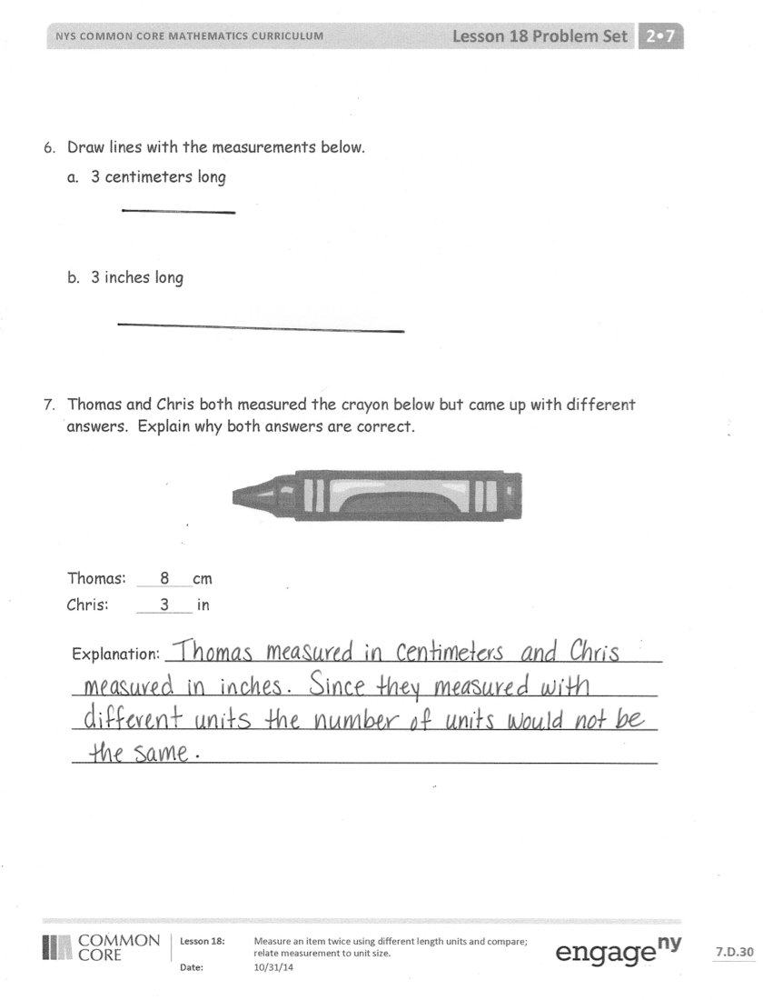 NYS COMMON CORE MATHEMATICS CURRICULUM Lesson 18 Problem Set 2•7
6. Draw lines with the measurements below.
a. 3 centimeters long
b. 3 inches long
7. Thomas and Chris both measured the crayon below but came up with different
answers. Explain why both answers are correct.
Thomas: 8 cm
Chris: 3 in
Explanation: Thomas measured in centimeters and Chris
measured in inches. Since they measured with
different units the number of units would not be
the same.
COMMON
CORE
Lesson 18: Measure an item twice using different length units and compare;
relate measurement to unit size.
Date: 10/31/14
engage ny
7.D.30